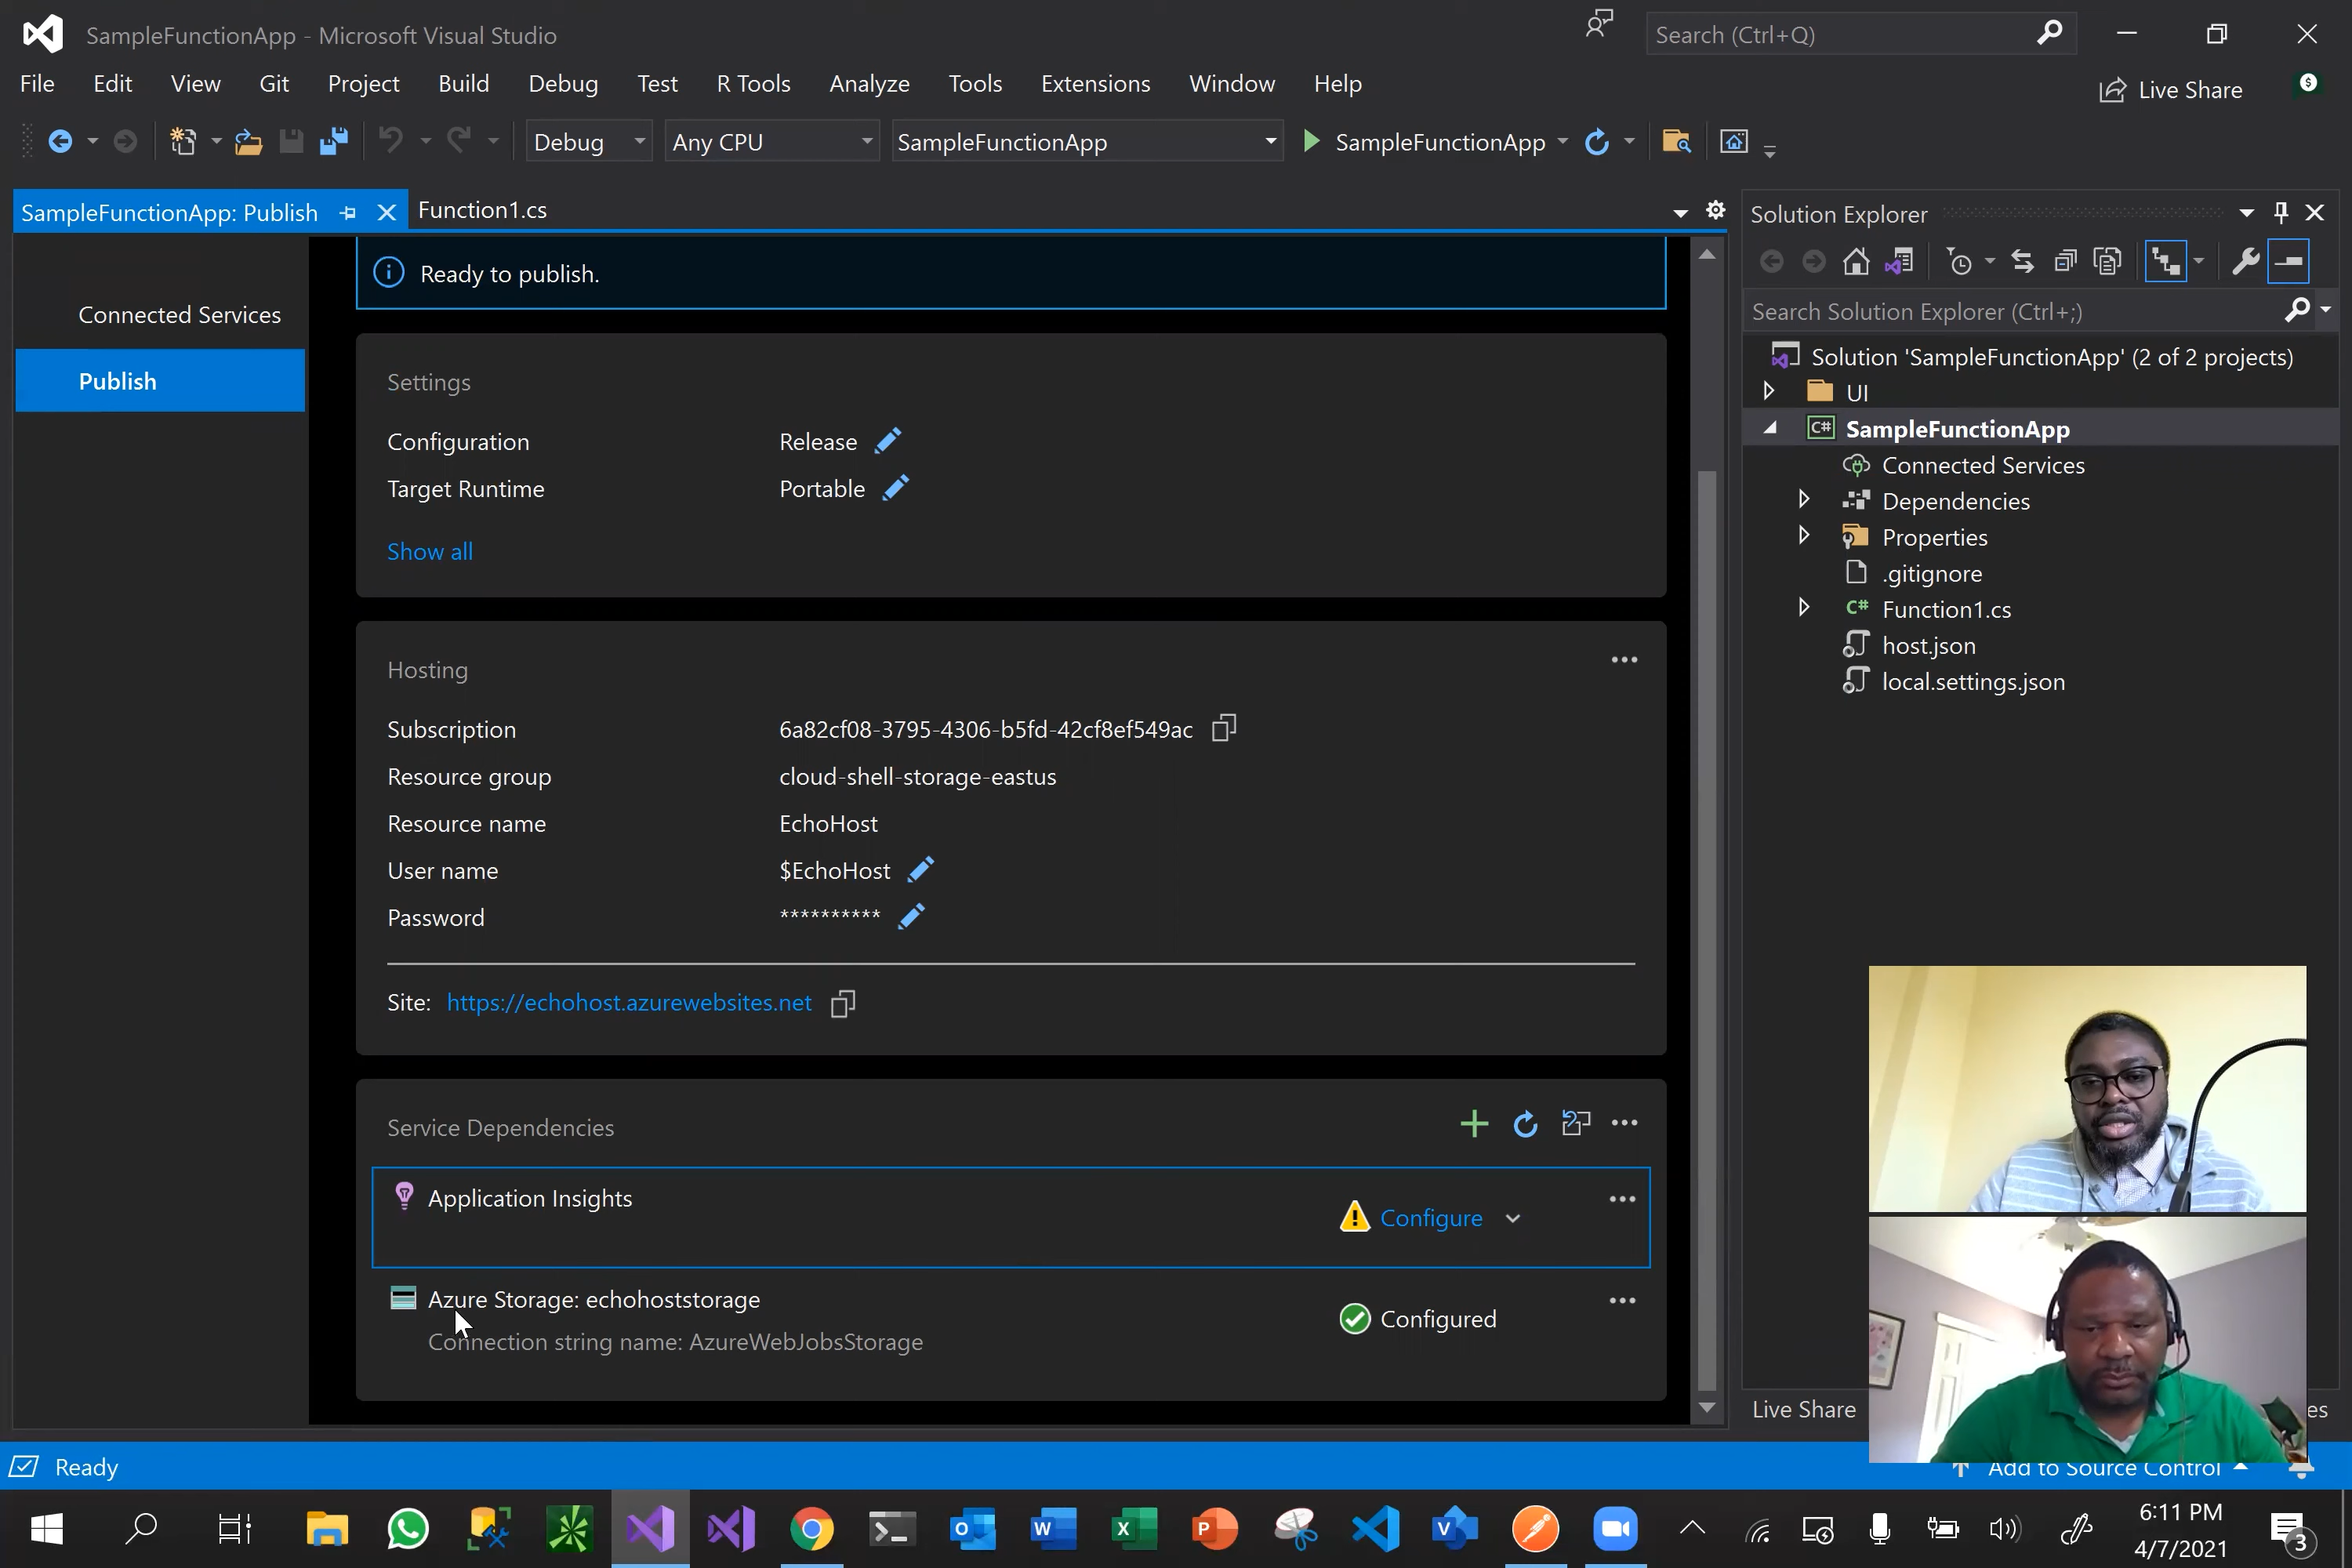 SampleFunctionApp - Microsoft Visual Studio
Search (Ctrl+Q)
File Edit View Git Project Build Debug Test R Tools Analyze Tools Extensions Window Help
Live Share
Debug Any CPU SampleFunctionApp SampleFunctionApp
SampleFunctionApp: Publish Function1.cs
Connected Services
Publish
Ready to publish.
Settings
Configuration Release
Target Runtime Portable
Show all
Hosting
Subscription 6a82cf08-3795-4306-b5fd-42cf8ef549ac
Resource group cloud-shell-storage-eastus
Resource name EchoHost
User name $EchoHost
Password **********
Site: https://echohost.azurewebsites.net
Service Dependencies
Application Insights
Configure
Azure Storage: echohoststorage
Configured
Connection string name: AzureWebJobsStorage
Solution Explorer
Search Solution Explorer (Ctrl+;)
Solution 'SampleFunctionApp' (2 of 2 projects)
UI
C# SampleFunctionApp
Connected Services
Dependencies
Properties
.gitignore
C# Function1.cs
host.json
local.settings.json
Live Share
es
Ready
Add to Source Control
6:11 PM
4/7/2021
3